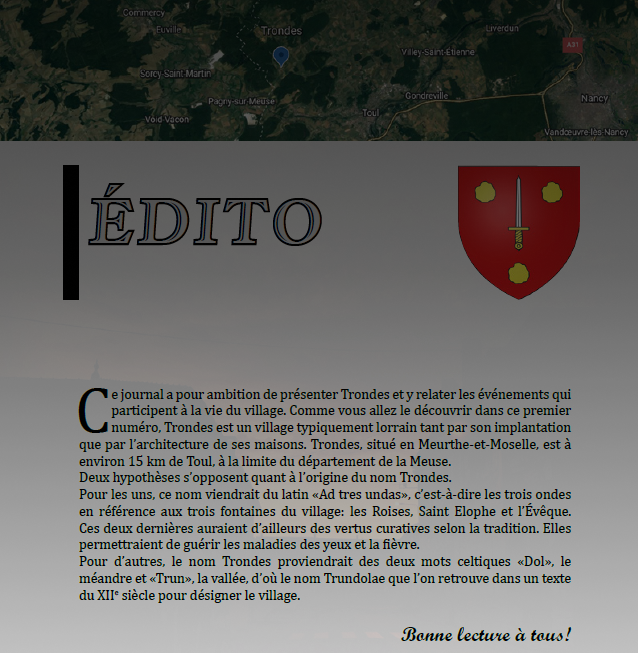 Commercy
Euville
Trondes
Liverdun
Villey-Saint-Étienne
A31
Sorcy-Saint-Martin
Pagny-sur-Meuse
Gondreville
Nancy
Void-Vacon
Toul
Vandœuvre-lès-Nancy
ÉDITO
Ce journal a pour ambition de présenter Trondes et y relater les événements qui
participent à la vie du village. Comme vous allez le découvrir dans ce premier
numéro, Trondes est un village typiquement lorrain tant par son implantation
que par l'architecture de ses maisons. Trondes, situé en Meurthe-et-Moselle, est à
environ 15 km de Toul, à la limite du département de la Meuse.
Deux hypothèses s'opposent quant à l'origine du nom Trondes.
Pour les uns, ce nom viendrait du latin «Ad tres undas», c'est-à-dire les trois ondes
en référence aux trois fontaines du village: les Roises, Saint Elophe et l'Évêque.
Ces deux dernières auraient d'ailleurs des vertus curatives selon la tradition. Elles
permettraient de guérir les maladies des yeux et la fièvre.
Pour d'autres, le nom Trondes proviendrait des deux mots celtiques «Dol», le
méandre et «Trun», la vallée, d'où le nom Trundolae que l'on retrouve dans un texte
du XIIe siècle pour désigner le village.
Bonne lecture à tous!